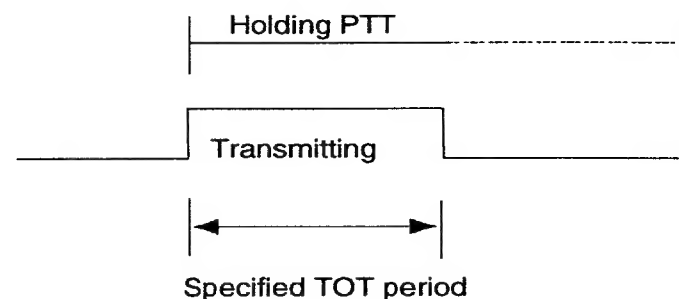 Holding PTT
Transmitting
Specified TOT period